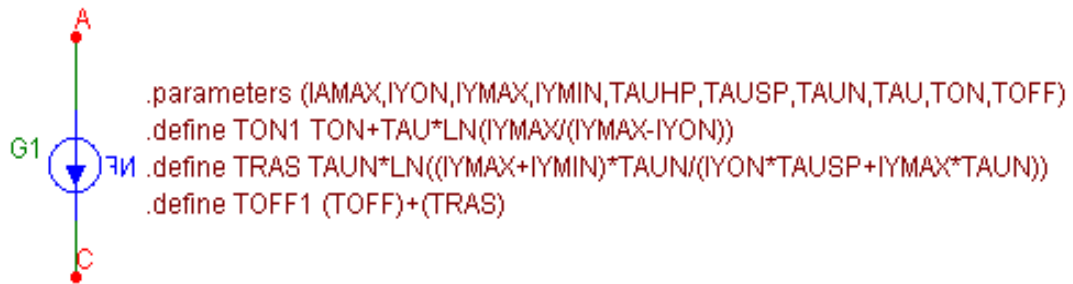 A
.parameters (IAMAX,IYON,IYMAX,IYMIN,TAUHP,TAUSP,TAUN,TAU,TON,TOFF)
.define TON1 TON+TAU*LN(IYMAX/(IYMAX-IYON))
G1 NF .define TRAS TAUN*LN((IYMAX+IYMIN)*TAUN/(IYON*TAUSP+IYMAX*TAUN))
.define TOFF1 (TOFF)+(TRAS)
C